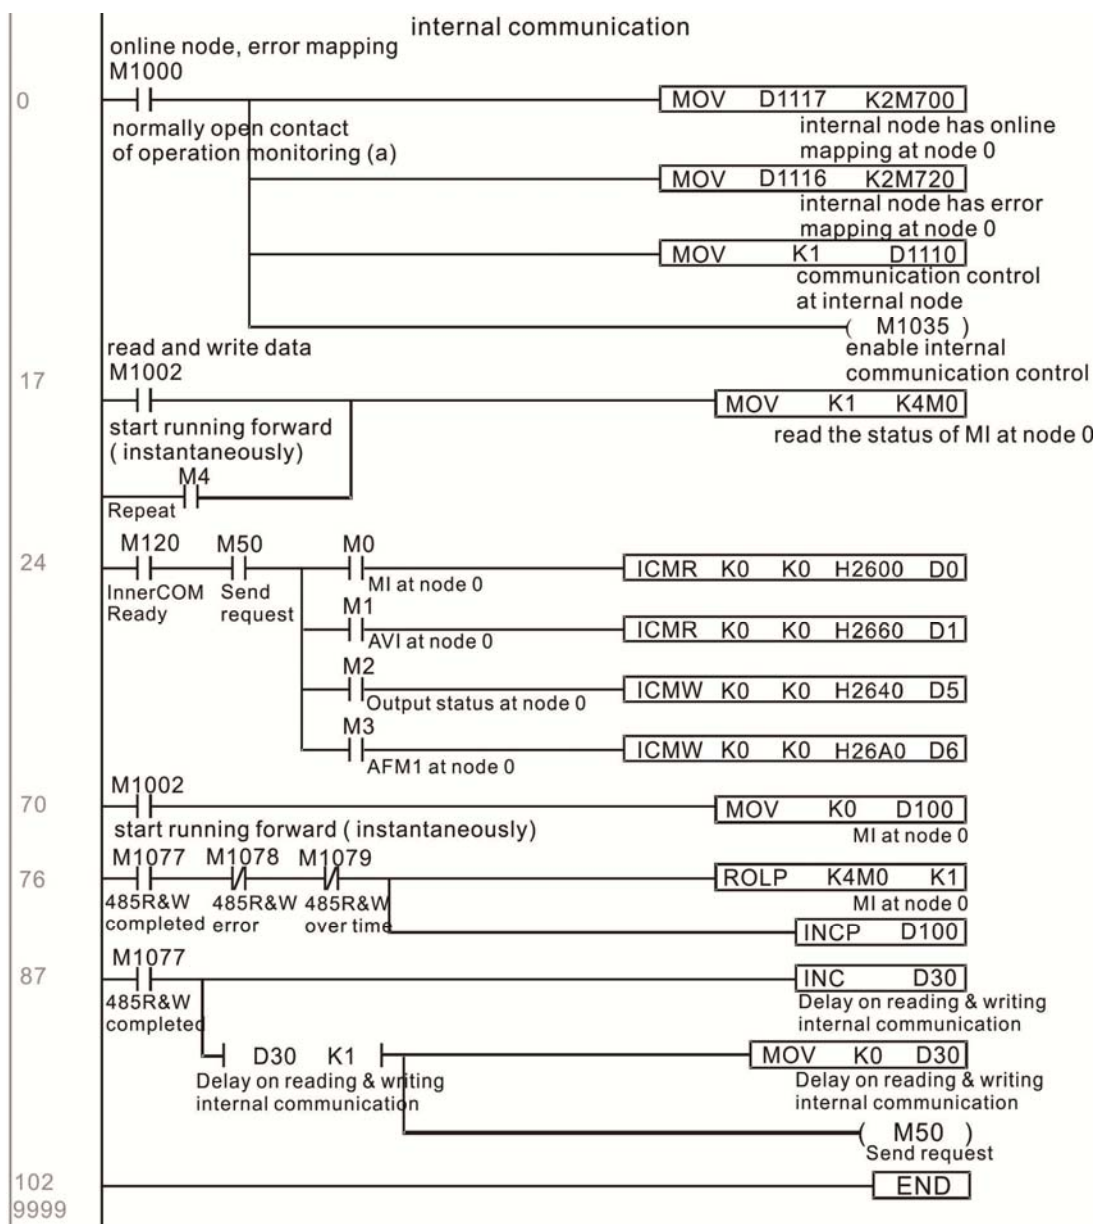 internal communication
online node, error mapping
M1000
0
MOV D1117 K2M700
normally open contact
of operation monitoring (a)
internal node has online
mapping at node 0
MOV D1116 K2M720
internal node has error
mapping at node 0
MOV K1 D1110
communication control
at internal node
( M1035 )
enable internal
communication control
read and write data
17
M1002
MOV K1 K4M0
start running forward
( instantaneously)
read the status of MI at node 0
M4
Repeat
24
M120 M50 M0
ICMR K0 K0 H2600 D0
InnerCOM
Ready
Send
request
MI at node 0
M1
ICMR K0 K0 H2660 D1
AVI at node 0
M2
ICMW K0 K0 H2640 D5
Output status at node 0
M3
ICMW K0 K0 H26A0 D6
AFM1 at node 0
70
M1002
MOV K0 D100
start running forward ( instantaneously)
MI at node 0
76
M1077 M1078 M1079
ROLP K4M0 K1
485R&W
completed
485R&W
error
485R&W
over time
MI at node 0
INCP D100
87
M1077
INC D30
485R&W
completed
Delay on reading & writing
internal communication
D30 K1
MOV K0 D30
Delay on reading & writing
internal communication
Delay on reading & writing
internal communication
( M50 )
Send request
102
END
9999